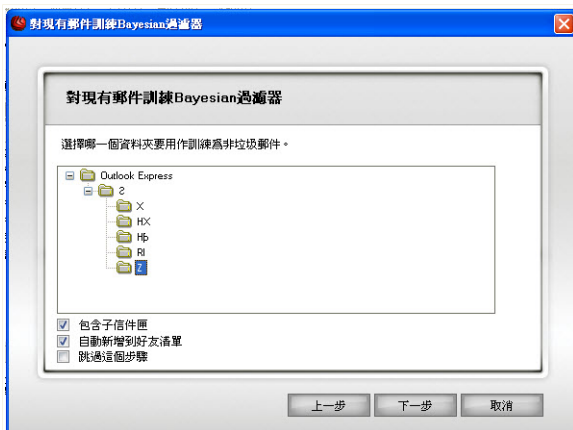 對現有郵件訓練Bayesian過濾器
對現有郵件訓練Bayesian過濾器
選擇哪一個資料夾要用作訓練為非垃圾郵件。
Outlook Express
2
X
HX
Hþ
RI
Z
包含子信件匣
自動新增到好友清單
跳過這個步驟
上一步 下一步 取消